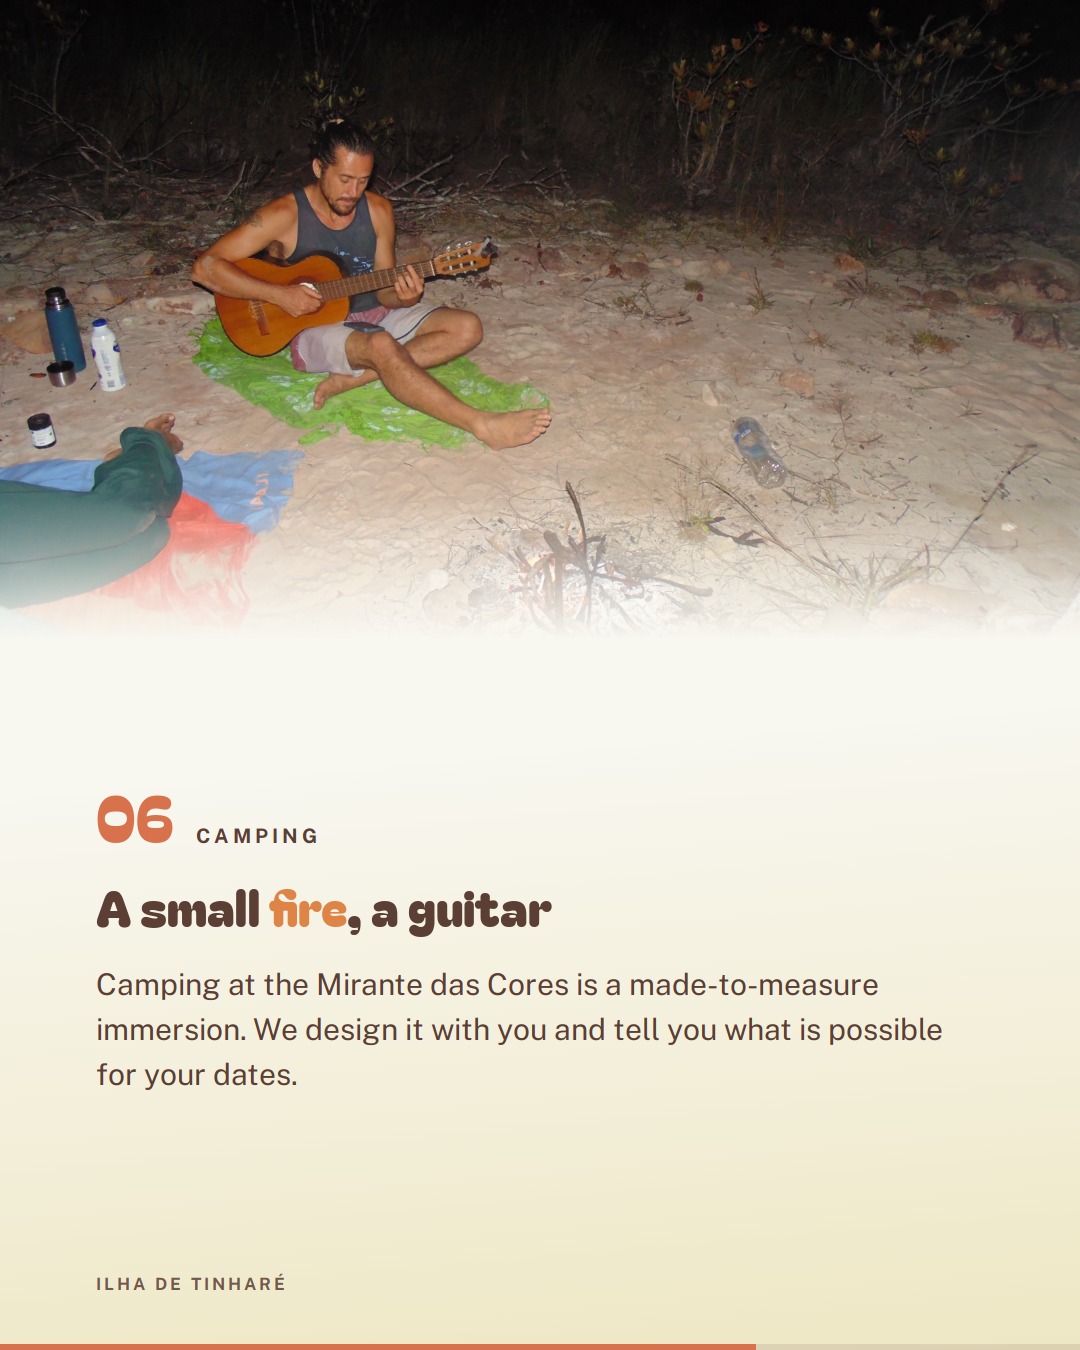 06 CAMPING
A small fire, a guitar
Camping at the Mirante das Cores is a made-to-measure
immersion. We design it with you and tell you what is possible
for your dates.
ILHA DE TINHARÉ